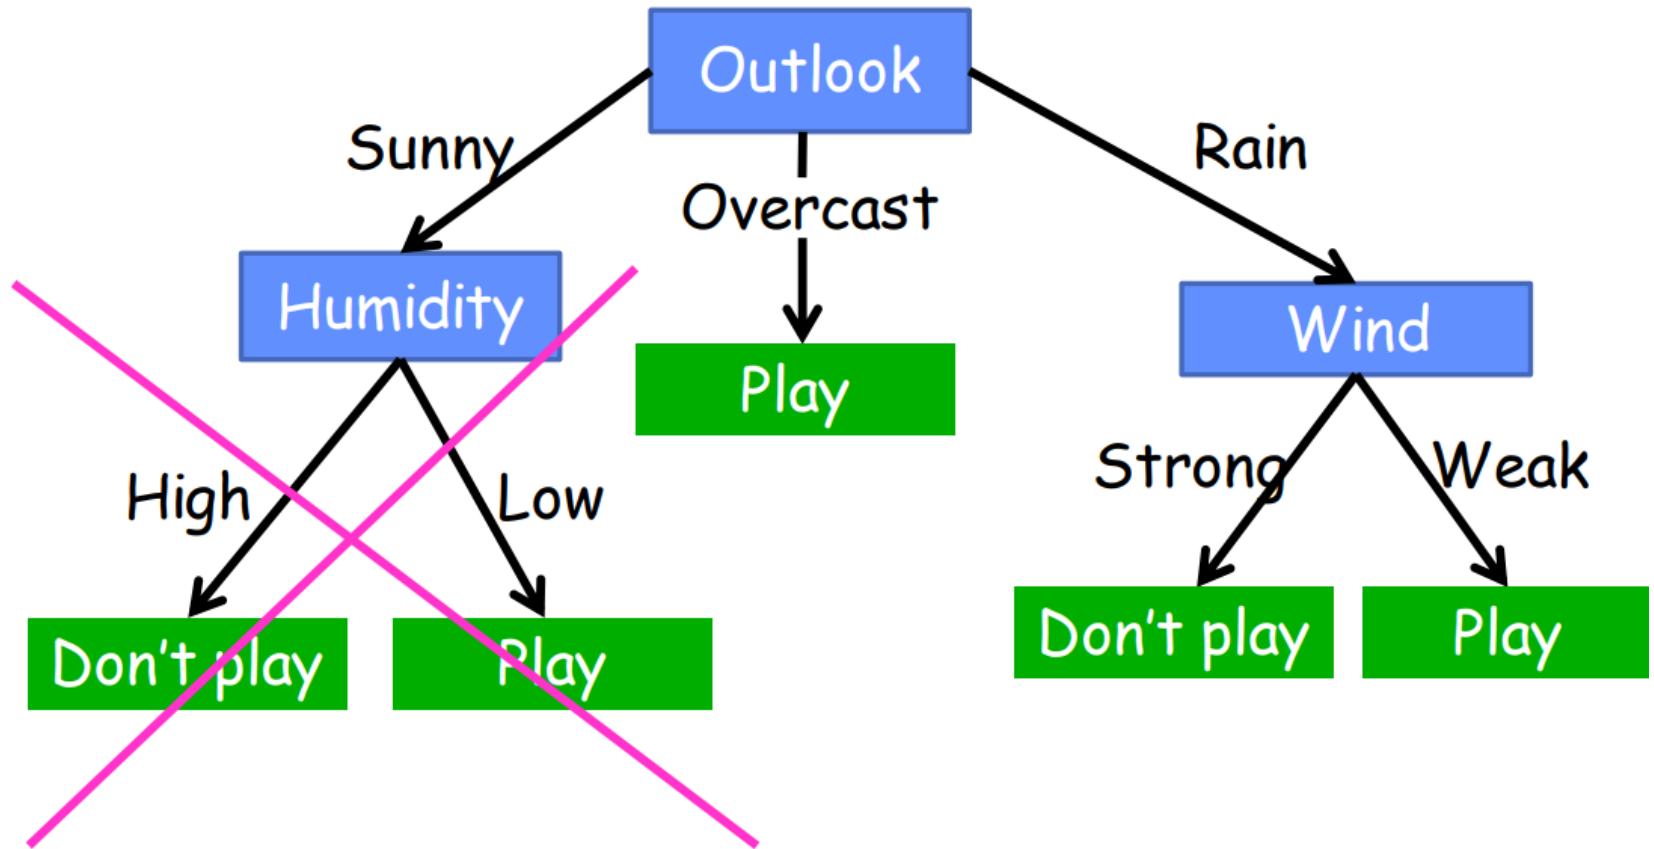 Outlook
Sunny
Overcast
Rain
Humidity
Wind
Play
High
Low
Strong
Weak
Don't play
Play
Don't play
Play